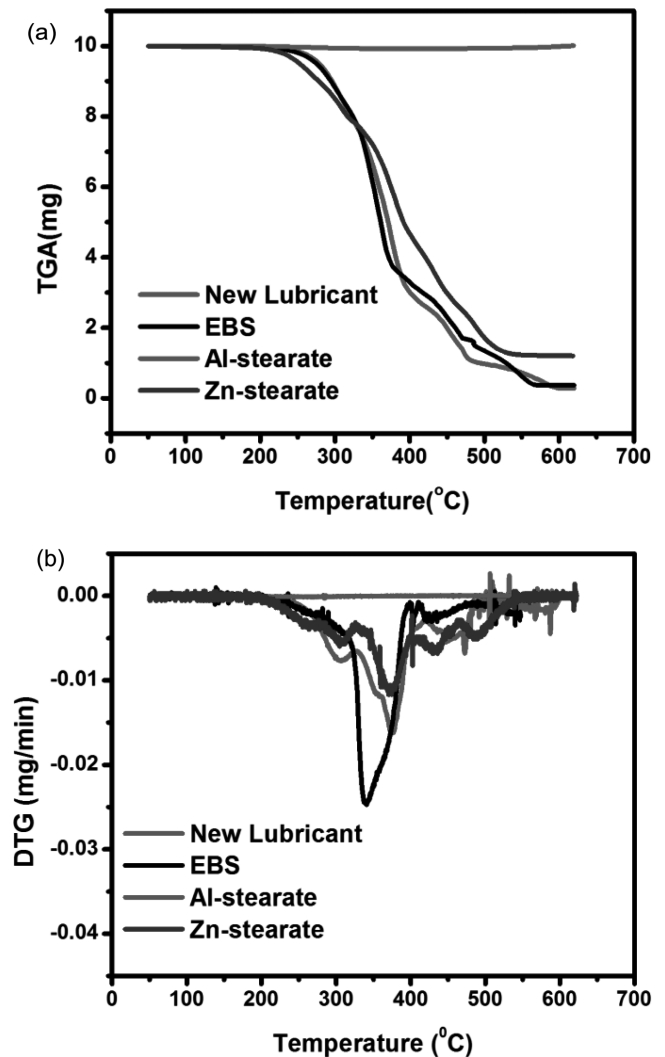 (a)
10
8
6
4
2
0
TGA(mg)
New Lubricant
EBS
Al-stearate
Zn-stearate
0 100 200 300 400 500 600 700
Temperature(°C)
(b)
0.00
-0.01
-0.02
-0.03
-0.04
DTG (mg/min)
New Lubricant
EBS
Al-stearate
Zn-stearate
0 100 200 300 400 500 600 700
Temperature (⁰C)